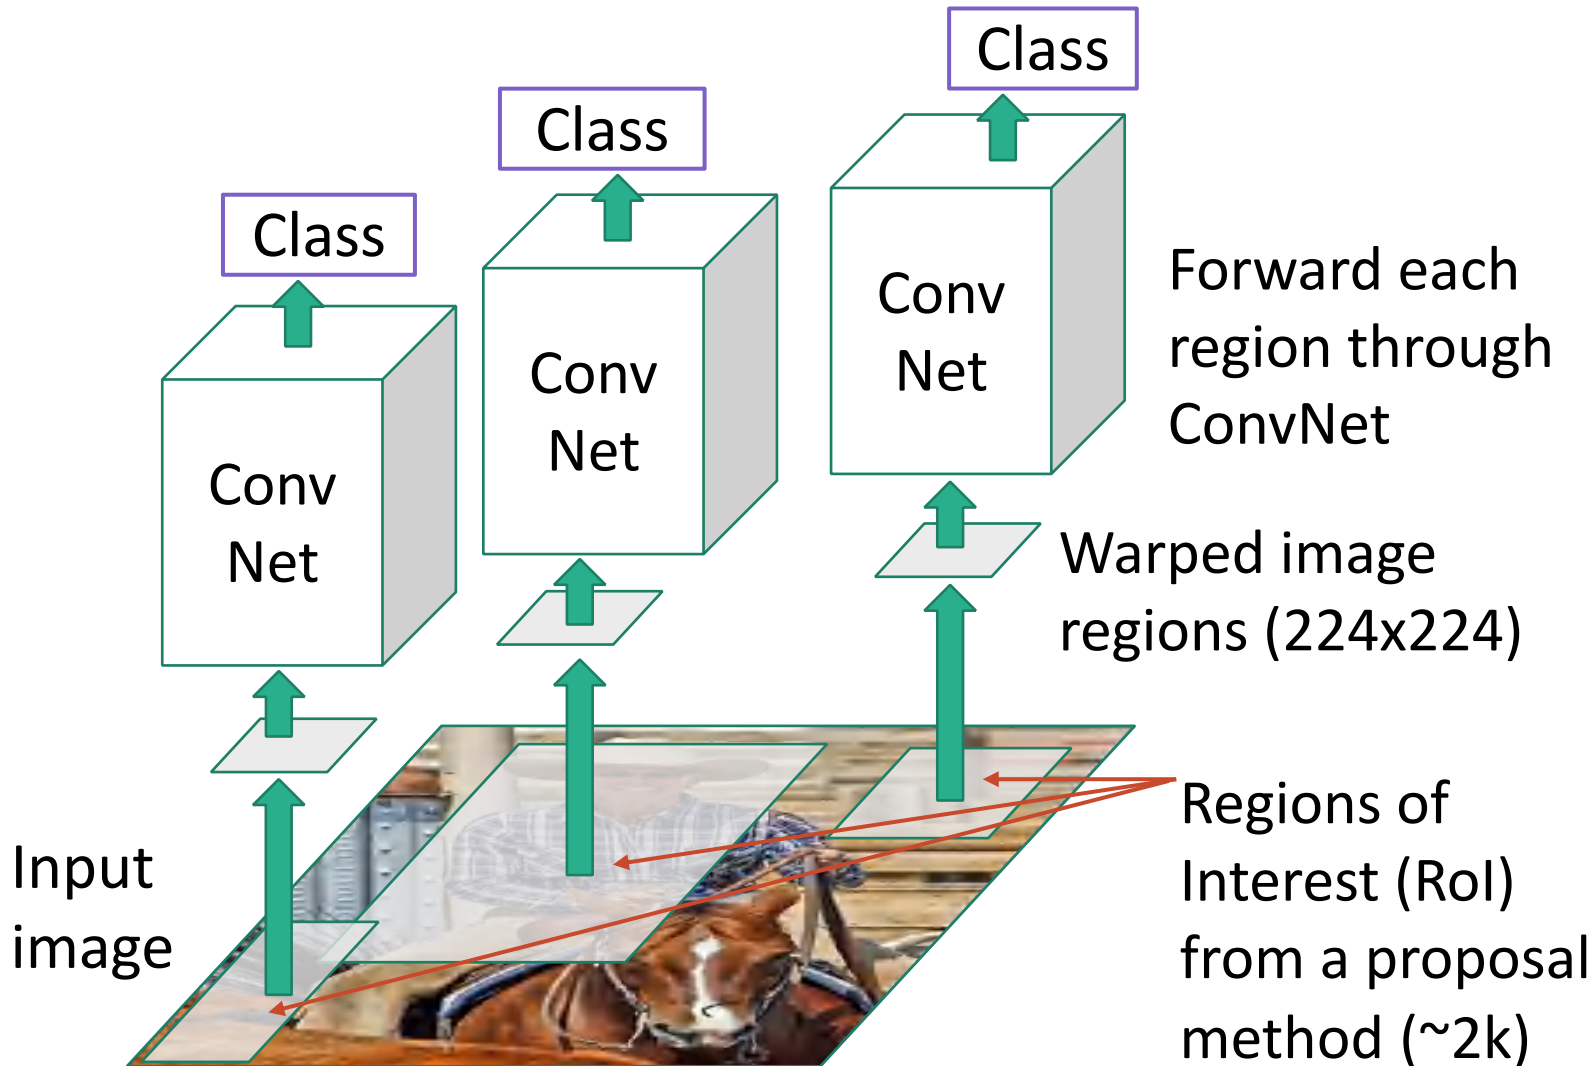 Class
Class
Class
Conv
Net
Conv
Net
Conv
Net
Forward each
region through
ConvNet
Warped image
regions (224x224)
Input
image
Regions of
Interest (RoI)
from a proposal
method (~2k)